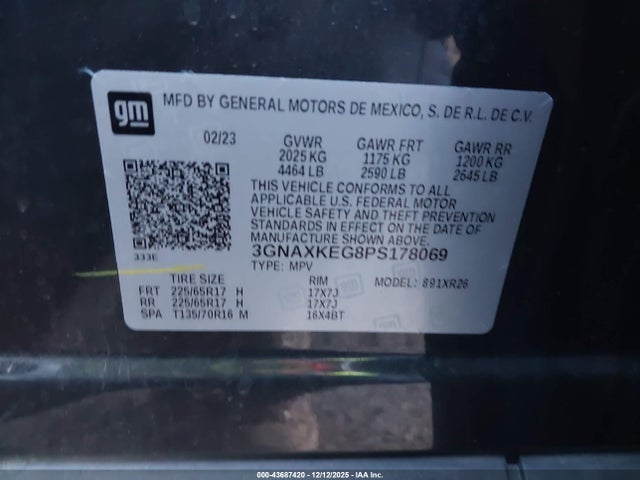 gm
MFD BY GENERAL MOTORS DE MEXICO, S. DE R.L. DE C.V.
02/23 GVWR GAWR FRT GAWR RR
2025 KG 1175 KG 1200 KG
4464 LB 2590 LB 2645 LB
THIS VEHICLE CONFORMS TO ALL
APPLICABLE U.S. FEDERAL MOTOR
VEHICLE SAFETY AND THEFT PREVENTION
STANDARDS IN EFFECT ON THE DATE OF
MANUFACTURE SHOWN ABOVE.
333E
3GNAXKEG8PS178069
TYPE: MPV MODEL: 891XR26
TIRE SIZE RIM
FRT 225/65R17 H 17X7J
RR 225/65R17 H 17X7J
SPA T135/70R16 M 16X4BT
000-43687420 - 12/12/2025 - IAA Inc.